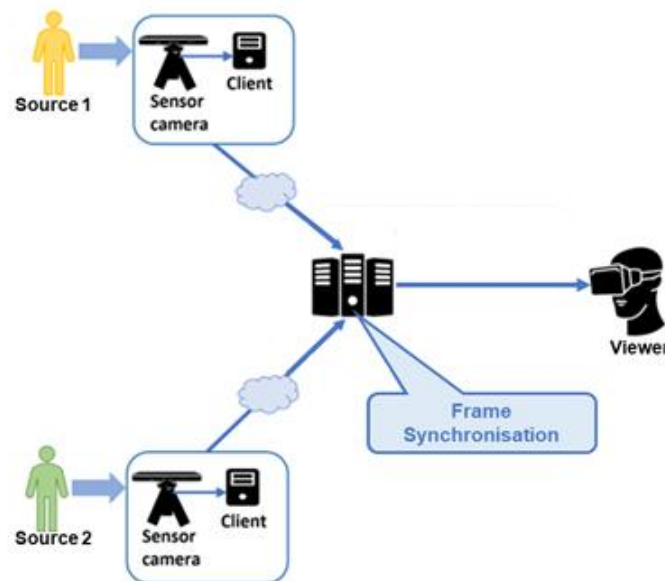 Source 1
Sensor
camera
Client
Viewer
Frame
Synchronisation
Source 2
Sensor
camera
Client